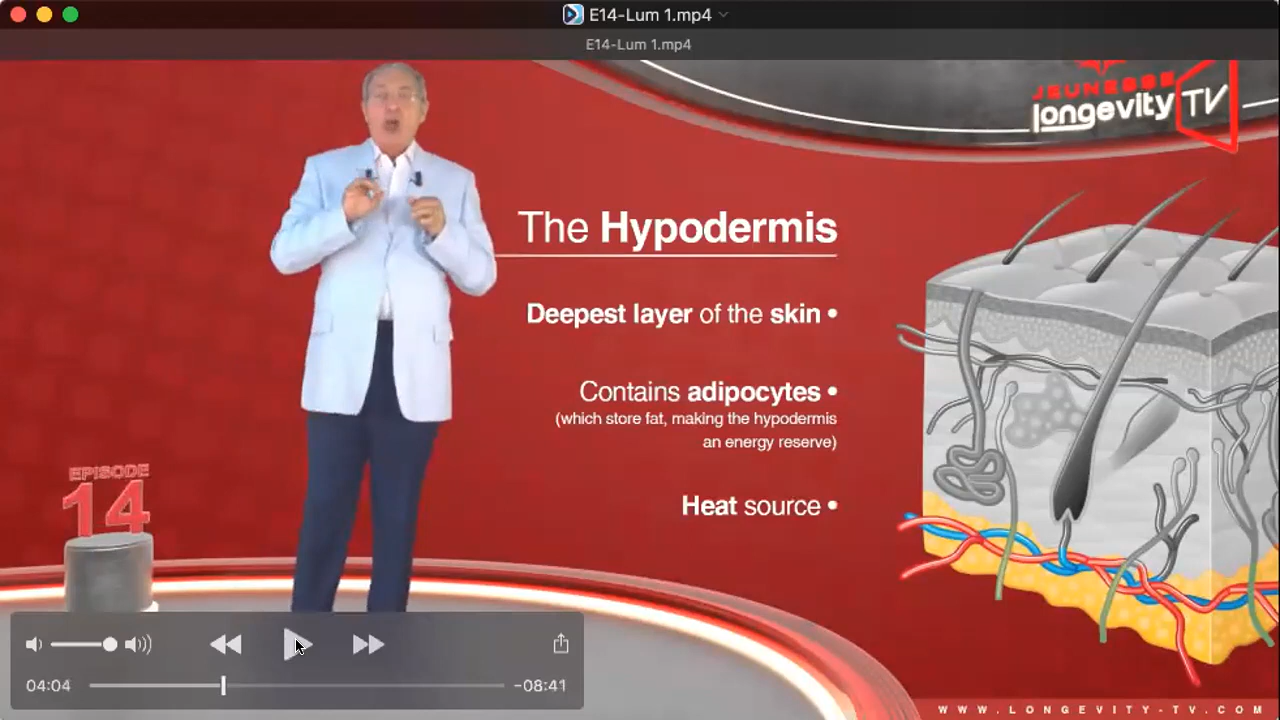 E14-Lum 1.mp4
E14-Lum 1.mp4
JEUNESSE
longevity TV
The Hypodermis
Deepest layer of the skin •
Contains adipocytes •
(which store fat, making the hypodermis
an energy reserve)
Heat source •
EPISODE
14
04:04
−08:41
WWW.LONGEVITY-TV.COM